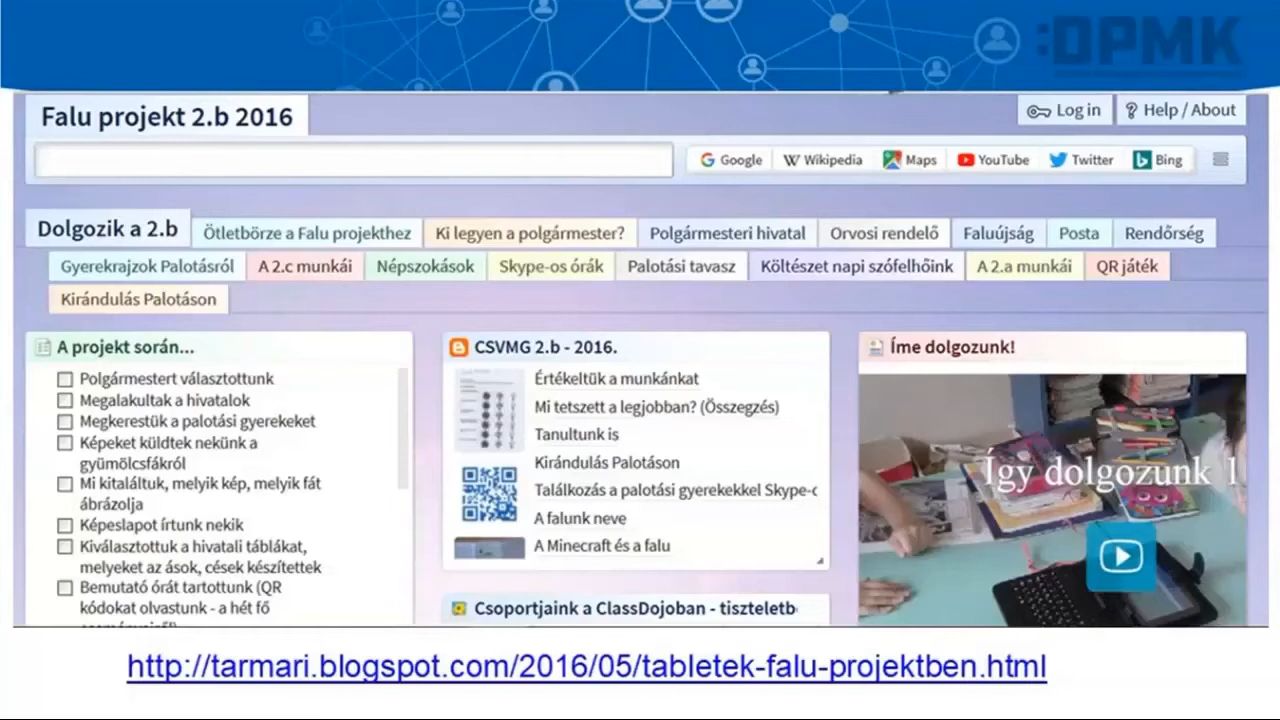 :DPMK
Falu projekt 2.b 2016
Log in
? Help / About
Google
Wikipedia
Maps
YouTube
Twitter
Bing
Dolgozik a 2.b
Ötletbörze a Falu projekthez
Ki legyen a polgármester?
Polgármesteri hivatal
Orvosi rendelő
Faluújság
Posta
Rendőrség
Gyerekrajzok Palotásról
A 2.c munkái
Népszokások
Skype-os órák
Palotási tavasz
Költészet napi szófelhőink
A 2.a munkái
QR játék
Kirándulás Palotáson
A projekt során...
Polgármestert választottunk
Megalakultak a hivatalok
Megkerestük a palotási gyerekeket
Képeket küldtek nekünk a
gyümölcsfákról
Mi kitaláltuk, melyik kép, melyik fát
ábrázolja
Képeslapot írtunk nekik
Kiválasztottuk a hivatali táblákat,
melyeket az ások, cések készítettek
Bemutató órát tartottunk (QR
kódokat olvastunk - a hét fő
CSVMG 2.b - 2016.
Értékeltük a munkánkat
Mi tetszett a legjobban? (Összegzés)
Tanultunk is
Kirándulás Palotáson
Találkozás a palotási gyerekekkel Skype-c
A falunk neve
A Minecraft és a falu
Csoportjaink a ClassDojoban - tiszteletb
Íme dolgozunk!
Így dolgozunk 1
http://tarmari.blogspot.com/2016/05/tabletek-falu-projektben.html